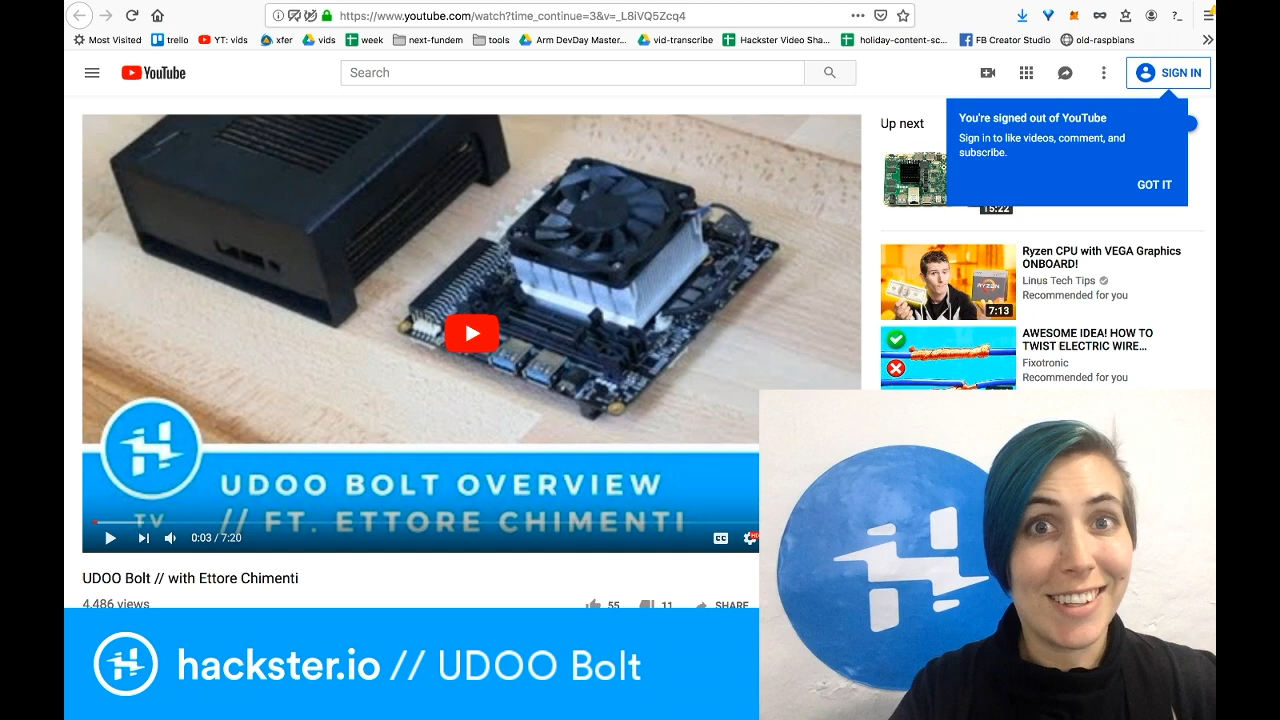 https://www.youtube.com/watch?time_continue=3&v=_L8iVQ5Zcq4
Most Visited
trello
YT: vids
xfer
vids
week
next-fundem
tools
Arm DevDay Master...
vid-transcribe
Hackster Video Sha...
holiday-content-sc...
FB Creator Studio
old-raspbians
YouTube
Search
SIGN IN
You're signed out of YouTube
Sign in to like videos, comment, and
subscribe.
GOT IT
Up next
15:22
Ryzen CPU with VEGA Graphics
ONBOARD!
Linus Tech Tips
Recommended for you
RYZEN
7:13
AWESOME IDEA! HOW TO
TWIST ELECTRIC WIRE...
Fixotronic
Recommended for you
UDOO BOLT OVERVIEW
TV // FT. ETTORE CHIMENTI
0:03 / 7:20
CC
UDOO Bolt // with Ettore Chimenti
4,486 views
55
11
SHARE
hackster.io // UDOO Bolt